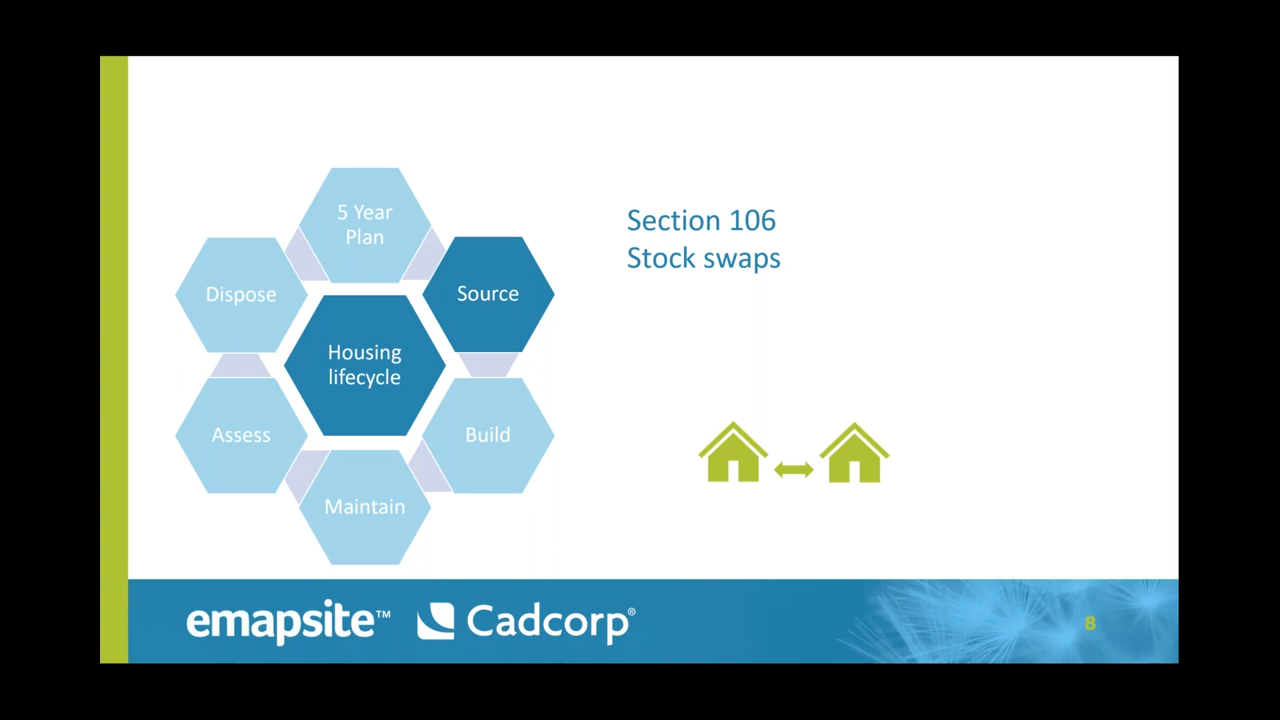 5 Year
Plan
Source
Build
Maintain
Assess
Dispose
Housing
lifecycle
Section 106
Stock swaps
emapsite™
Cadcorp®
8